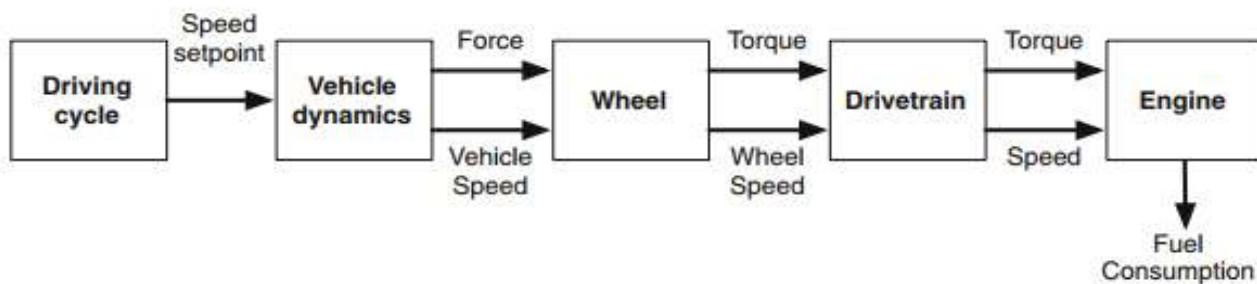 Speed
setpoint
Driving
cycle
Vehicle
dynamics
Force
Vehicle
Speed
Wheel
Torque
Wheel
Speed
Drivetrain
Torque
Speed
Engine
Fuel
Consumption